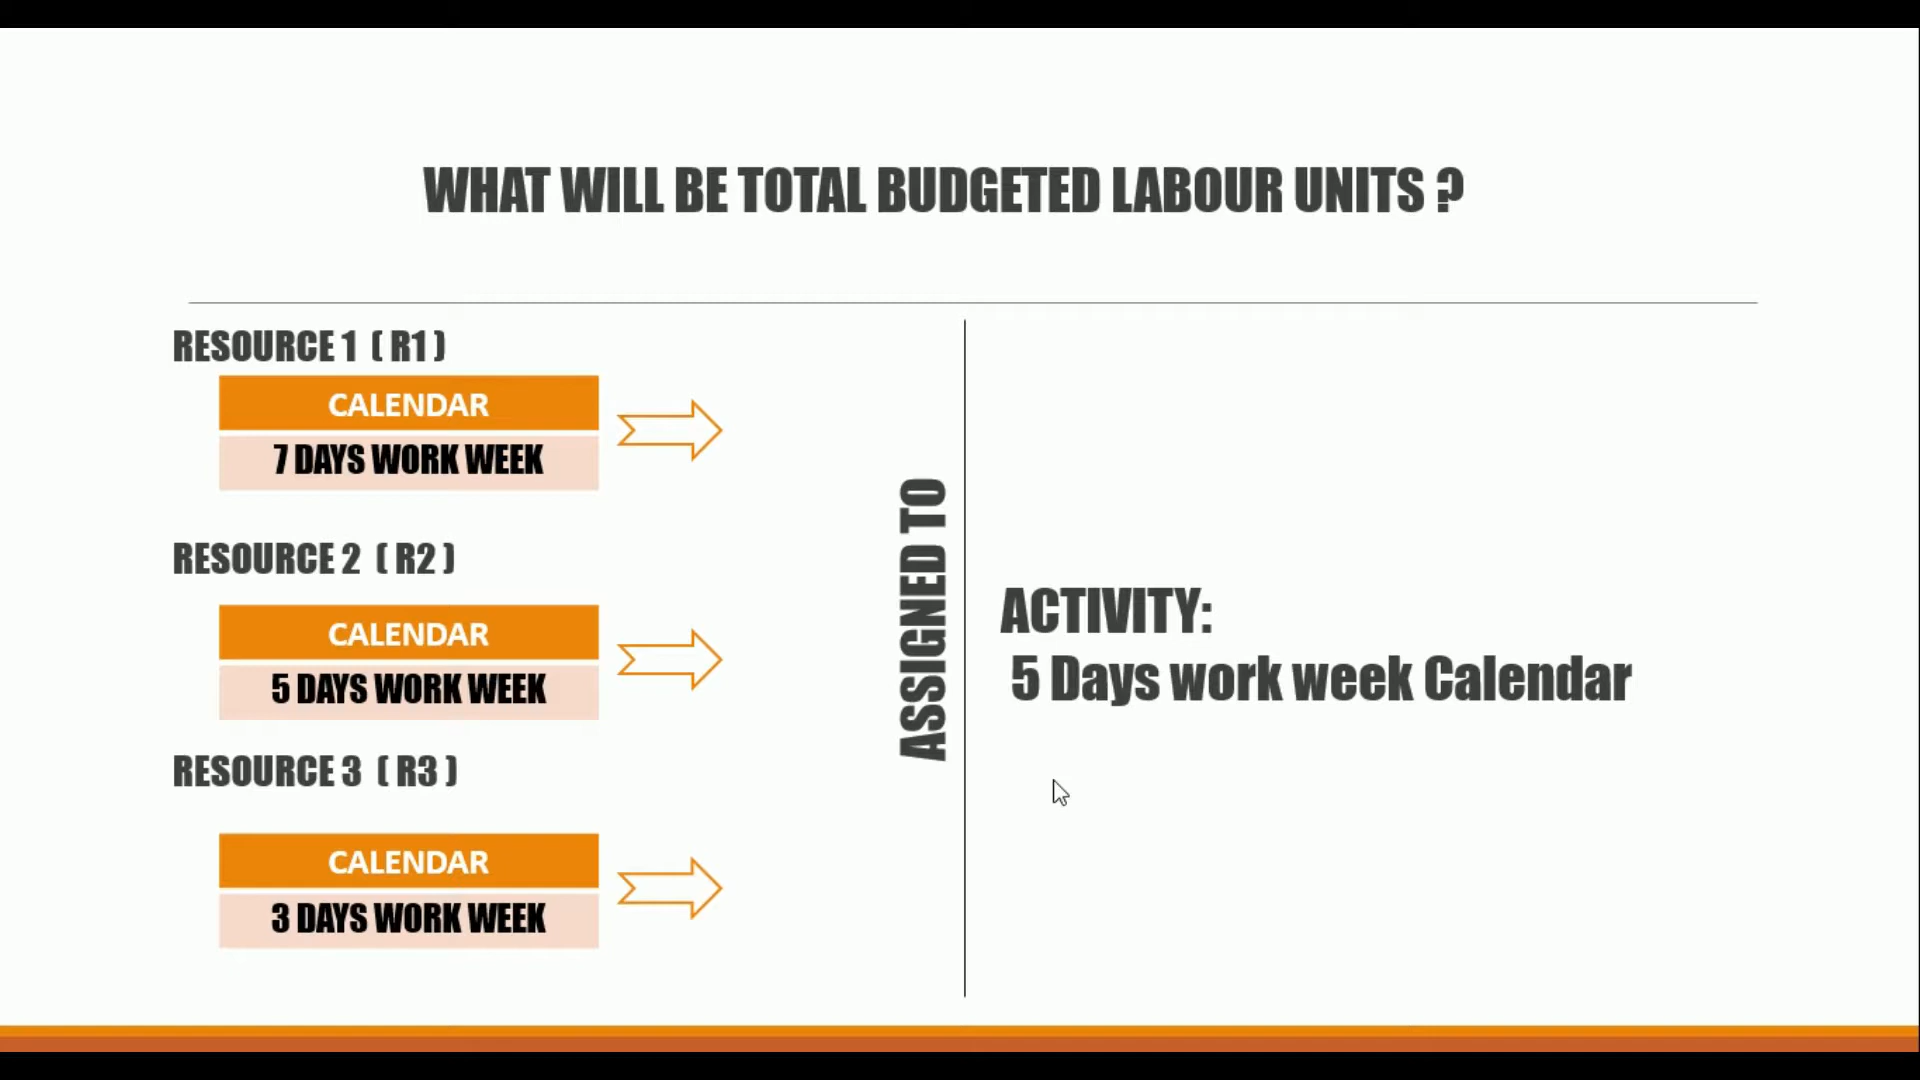 WHAT WILL BE TOTAL BUDGETED LABOUR UNITS ?
RESOURCE 1 ( R1 )
CALENDAR
7 DAYS WORK WEEK
RESOURCE 2 ( R2 )
CALENDAR
5 DAYS WORK WEEK
RESOURCE 3 ( R3 )
CALENDAR
3 DAYS WORK WEEK
ASSIGNED TO
ACTIVITY:
5 Days work week Calendar